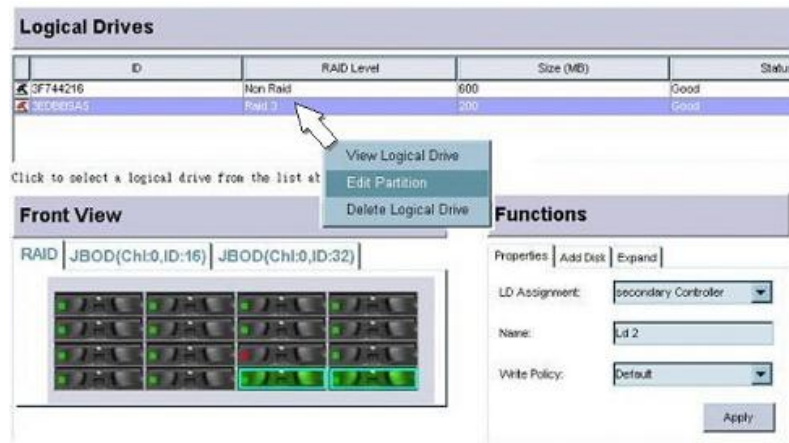 Logical Drives
ID RAID Level Size (MB) Statu
3F744216 Non Raid 600 Good
Raid 3 200 Good
View Logical Drive
Click to select a logical drive from the list
Edit Partition
Delete Logical Drive
Front View
Functions
RAID JBOD(Chl:0,ID:16) JBOD(Chl:0,ID:32)
Properties Add Disk Expand
LD Assignment: secondary Controller
Name: Ld 2
Write Policy: Default
Apply